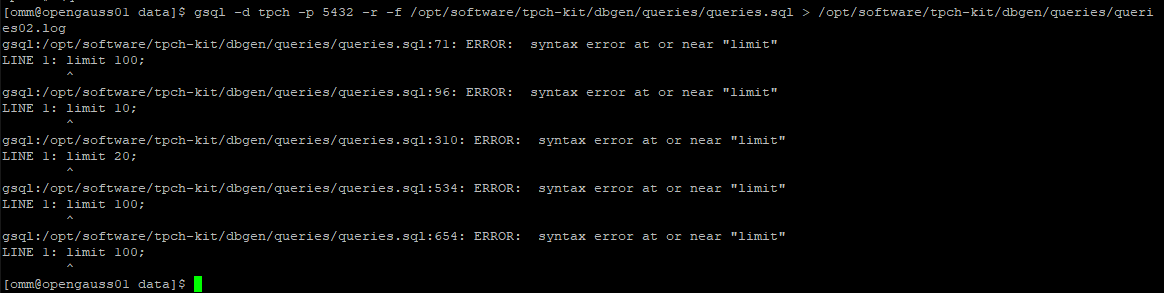 [omm@opengauss01 data]$ gsql -d tpch -p 5432 -r -f /opt/software/tpch-kit/dbgen/queries/queries.sql > /opt/software/tpch-kit/dbgen/queries/queri
es02.log
gsql:/opt/software/tpch-kit/dbgen/queries/queries.sql:71: ERROR:  syntax error at or near "limit"
LINE 1: limit 100;
        ^
gsql:/opt/software/tpch-kit/dbgen/queries/queries.sql:96: ERROR:  syntax error at or near "limit"
LINE 1: limit 10;
        ^
gsql:/opt/software/tpch-kit/dbgen/queries/queries.sql:310: ERROR:  syntax error at or near "limit"
LINE 1: limit 20;
        ^
gsql:/opt/software/tpch-kit/dbgen/queries/queries.sql:534: ERROR:  syntax error at or near "limit"
LINE 1: limit 100;
        ^
gsql:/opt/software/tpch-kit/dbgen/queries/queries.sql:654: ERROR:  syntax error at or near "limit"
LINE 1: limit 100;
        ^
[omm@opengauss01 data]$